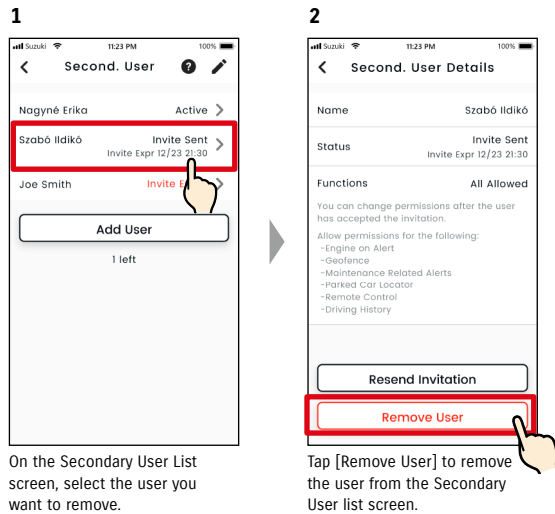 1
Suzuki 11:23 PM 100%
Second. User ?
Nagyné Erika Active
Szabó Ildikó Invite Sent
Invite Expr 12/23 21:30
Joe Smith Invite
Add User
1 left
On the Secondary User List
screen, select the user you
want to remove.
2
Suzuki 11:23 PM 100%
Second. User Details
Name Szabó Ildikó
Status Invite Sent
Invite Expr 12/23 21:30
Functions All Allowed
You can change permissions after the user
has accepted the invitation.
Allow permissions for the following:
-Engine on Alert
-Geofence
-Maintenance Related Alerts
-Parked Car Locator
-Remote Control
-Driving History
Resend Invitation
Remove User
Tap [Remove User] to remove
the user from the Secondary
User list screen.